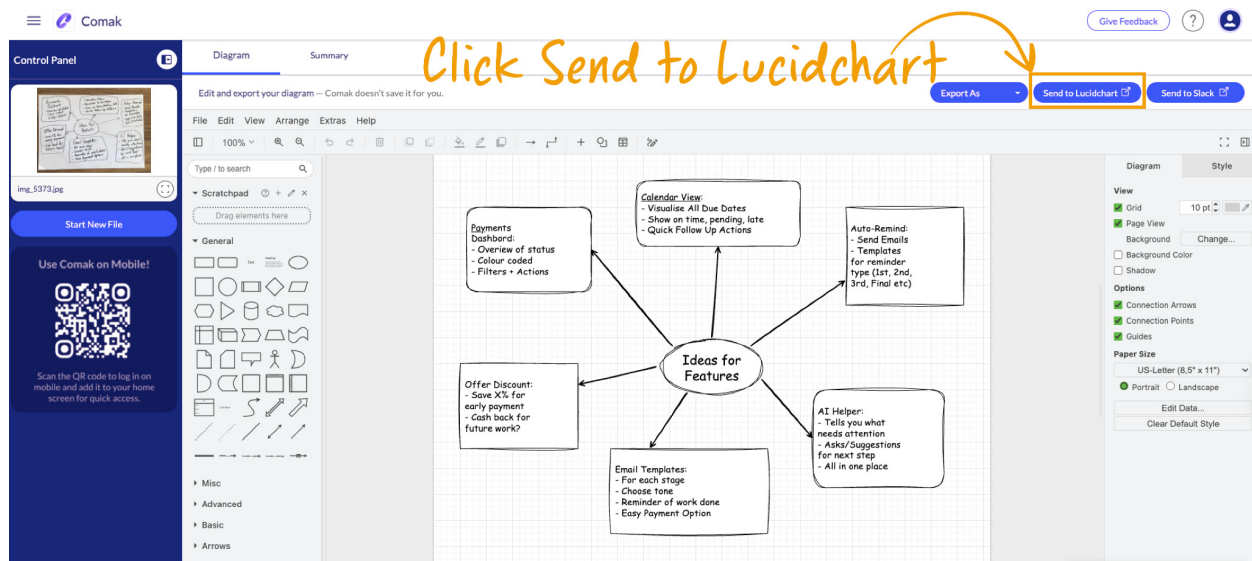 Comak
Give Feedback
?
Control Panel
Diagram
Summary
Click Send to Lucidchart
Edit and export your diagram — Comak doesn't save it for you.
Export As
Send to Lucidchart
Send to Slack
File Edit View Arrange Extras Help
100%
img_5373.jpg
Start New File
Use Comak on Mobile!
Scan the QR code to log in on
mobile and add it to your home
screen for quick access.
Type / to search
Scratchpad
Drag elements here
General
Text
Misc
Advanced
Basic
Arrows
Calendar View:
- Visualise All Due Dates
- Show on time, pending, late
- Quick Follow Up Actions
Payments
Dashbord:
- Overiew of status
- Colour coded
- Filters + Actions
Auto-Remind:
- Send Emails
- Templates
for reminder
type (1st, 2nd,
3rd, Final etc)
Ideas for
Features
Offer Discount:
- Save X% for
early payment
- Cash back for
future work?
AI Helper:
- Tells you what
needs attention
- Asks/Suggestions
for next step
- All in one place
Email Templates:
- For each stage
- Choose tone
- Reminder of work done
- Easy Payment Option
Diagram
Style
View
Grid
10 pt
Page View
Background
Change...
Background Color
Shadow
Options
Connection Arrows
Connection Points
Guides
Paper Size
US-Letter (8,5" x 11")
Portrait
Landscape
Edit Data...
Clear Default Style